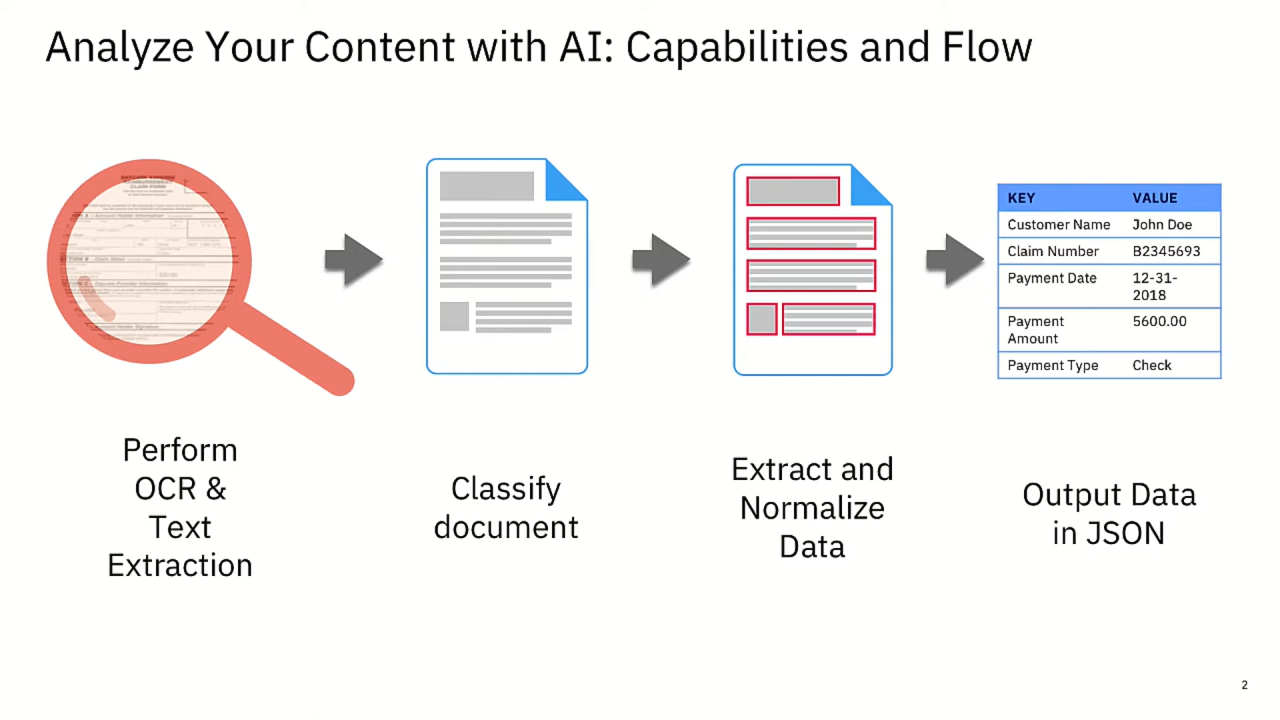 Analyze Your Content with AI: Capabilities and Flow
CLAIM FORM
KEY VALUE
Customer Name John Doe
Claim Number B2345693
Payment Date 12-31-
2018
Payment 5600.00
Amount
Payment Type Check
Perform
OCR &
Text
Extraction
Classify
document
Extract and
Normalize
Data
Output Data
in JSON
2